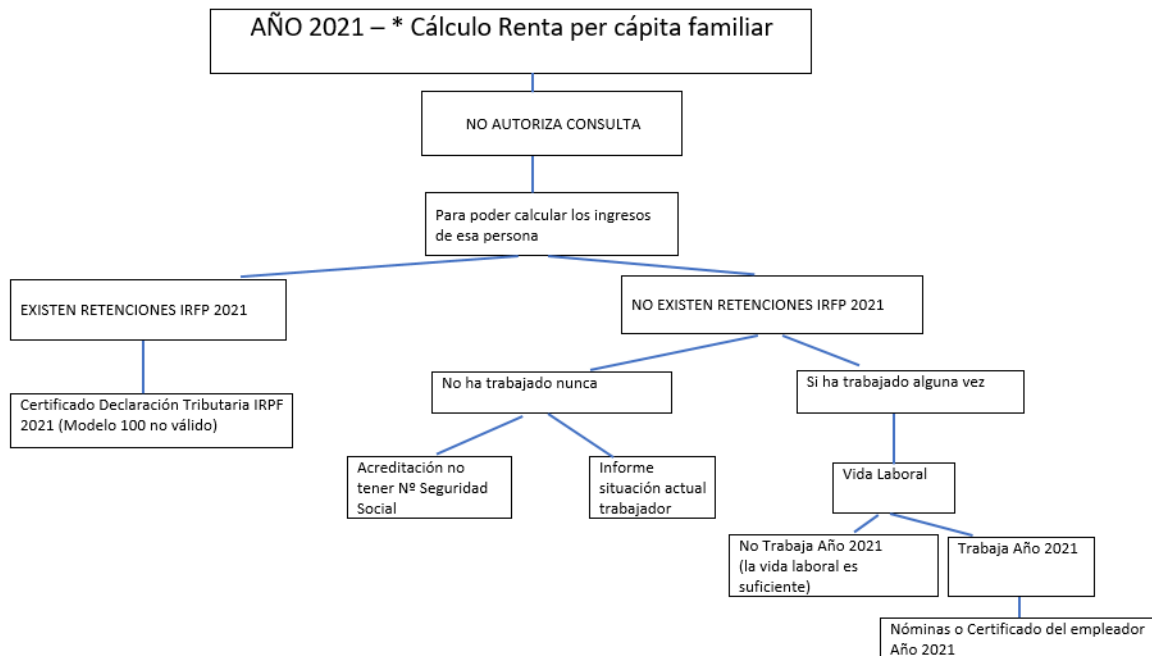 AÑO 2021 – * Cálculo Renta per cápita familiar
NO AUTORIZA CONSULTA
Para poder calcular los ingresos
de esa persona
EXISTEN RETENCIONES IRFP 2021
NO EXISTEN RETENCIONES IRFP 2021
No ha trabajado nunca
Si ha trabajado alguna vez
Certificado Declaración Tributaria IRPF
2021 (Modelo 100 no válido)
Acreditación no
tener Nº Seguridad
Social
Informe
situación actual
trabajador
Vida Laboral
No Trabaja Año 2021
(la vida laboral es
suficiente)
Trabaja Año 2021
Nóminas o Certificado del empleador
Año 2021